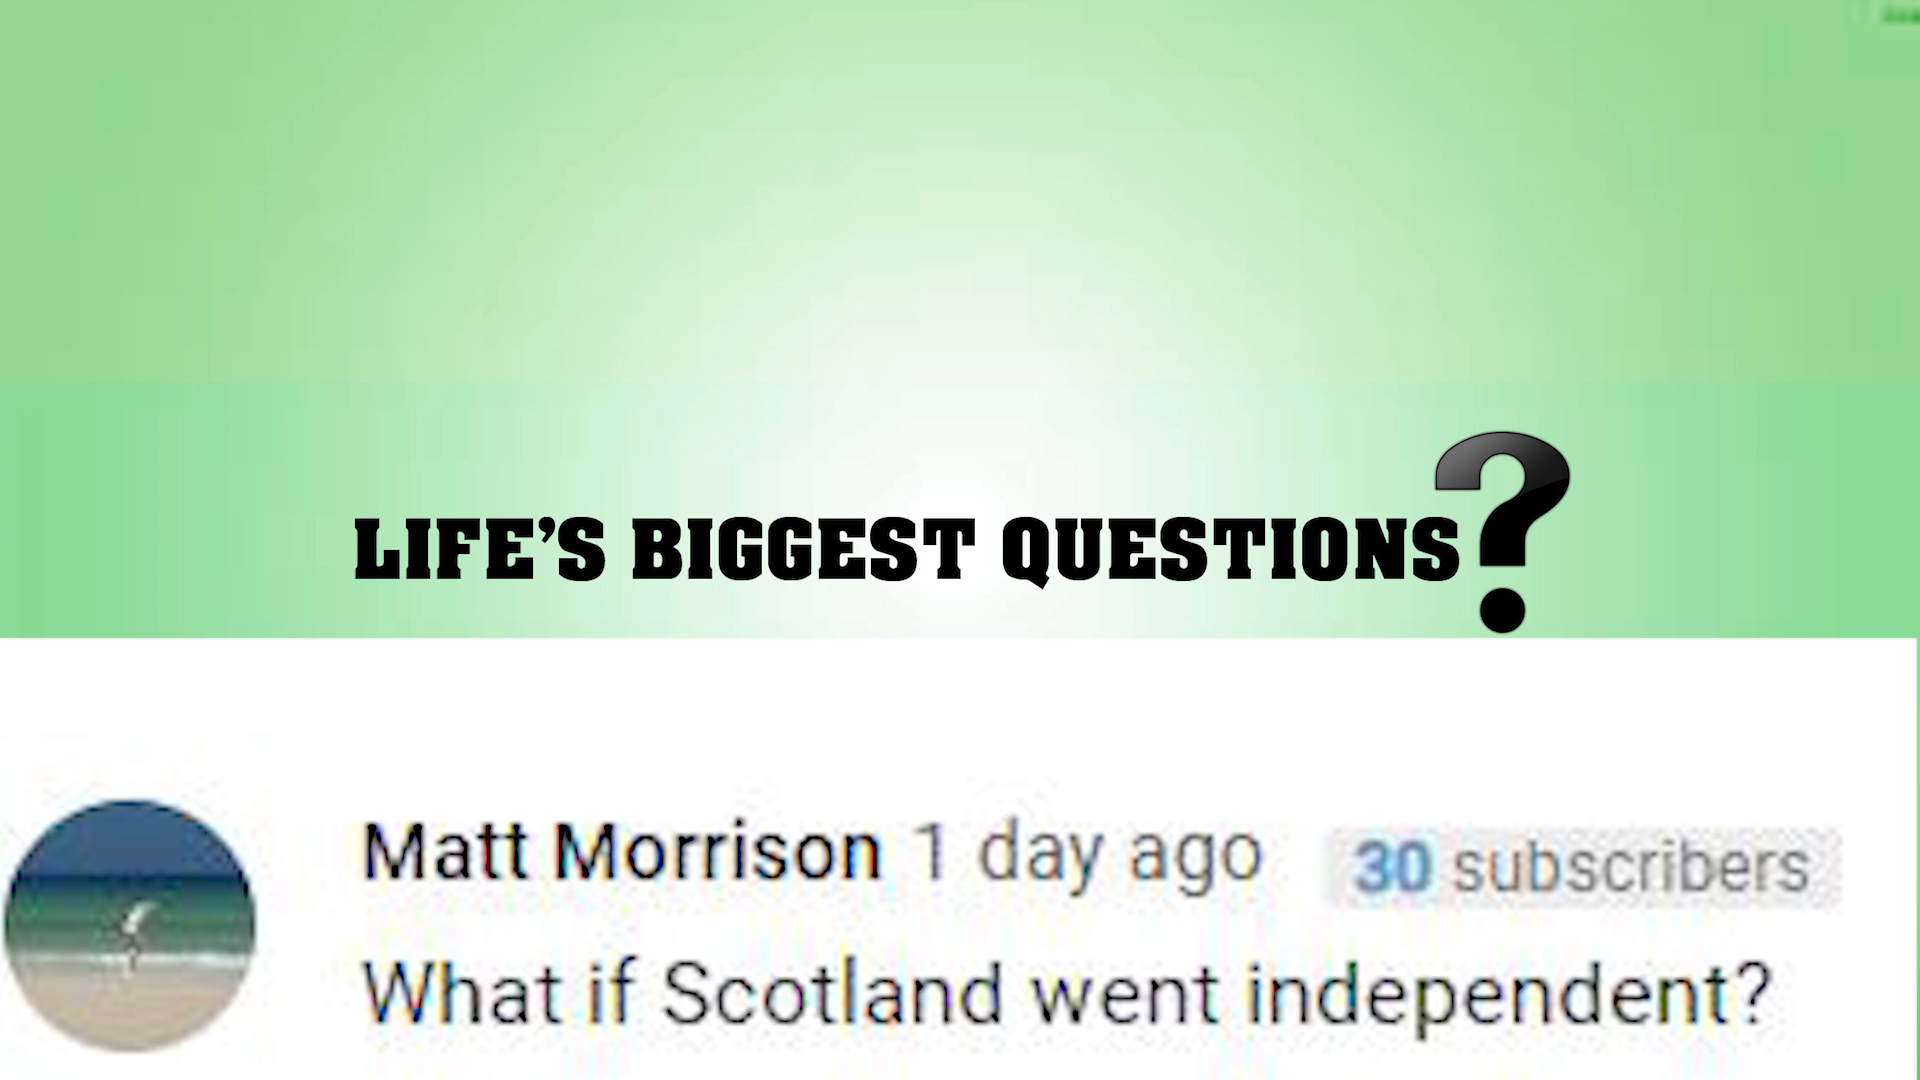 LIFE'S BIGGEST QUESTIONS?
Matt Morrison 1 day ago 30 subscribers
What if Scotland went independent?